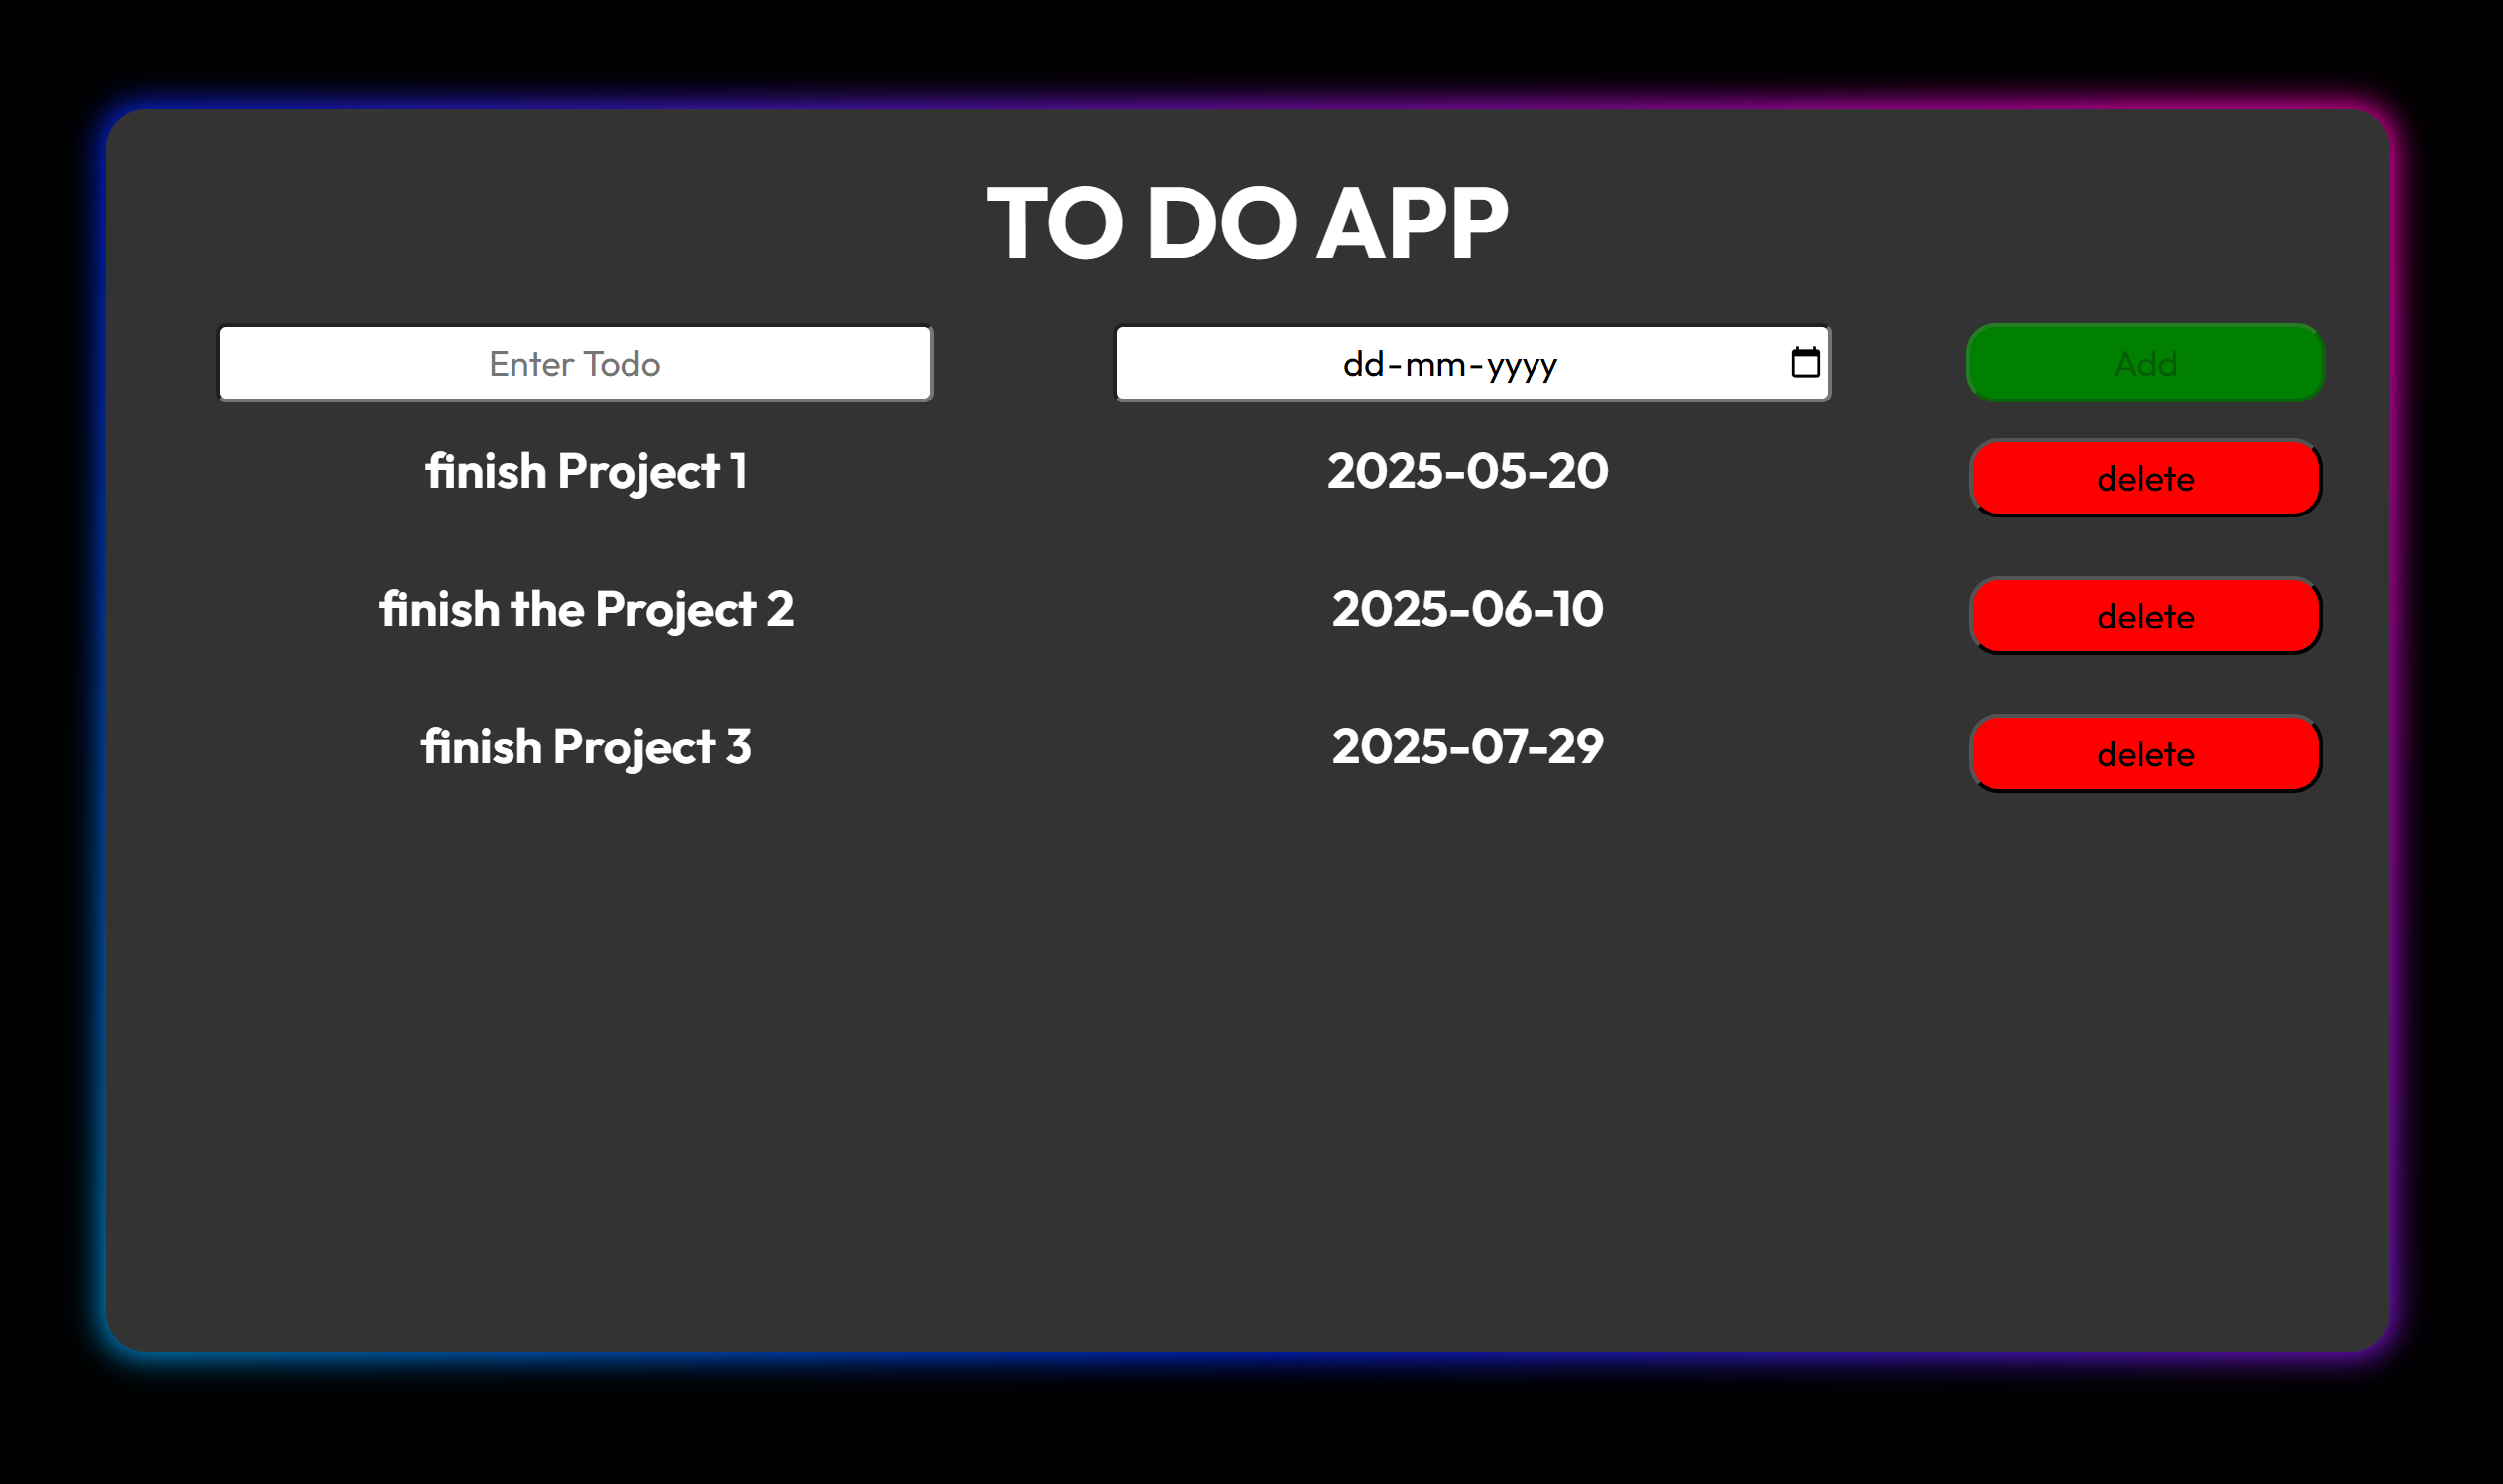 TO DO APP
Enter Todo dd-mm-yyyy Add
finish Project 1 2025-05-20 delete
finish the Project 2 2025-06-10 delete
finish Project 3 2025-07-29 delete